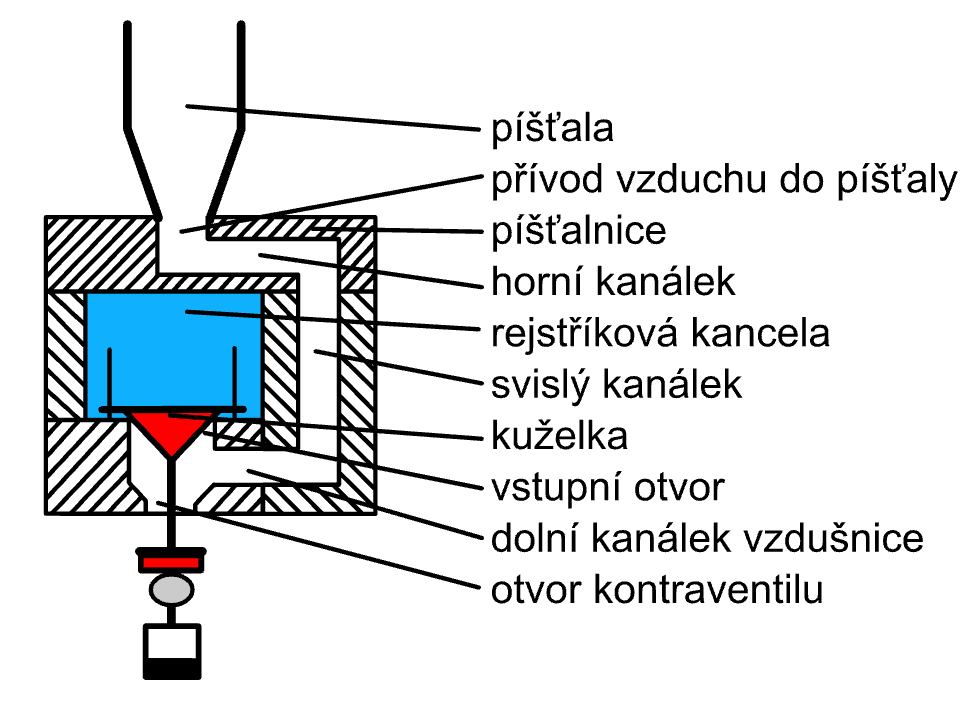 píšťala
přívod vzduchu do píšťaly
píšťalnice
horní kanálek
rejstříková kancela
svislý kanálek
kuželka
vstupní otvor
dolní kanálek vzdušnice
otvor kontraventilu